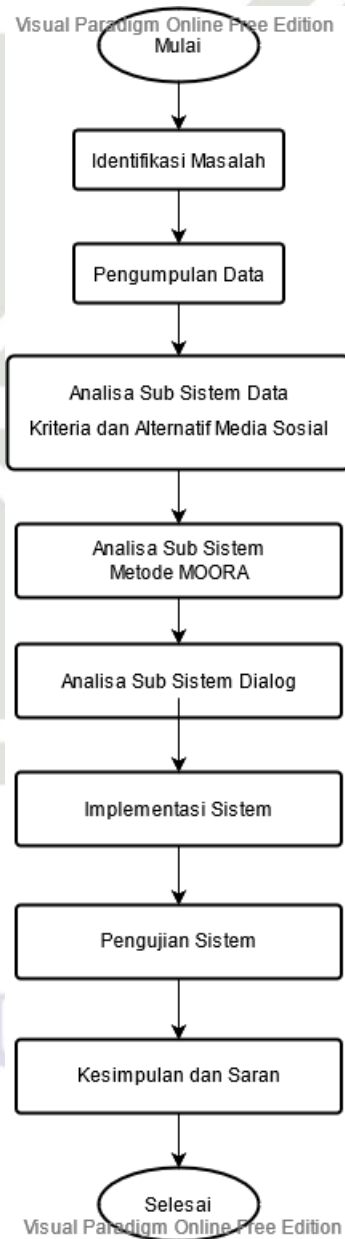 Visual Paradigm Online Free Edition
Mulai
Identifikasi Masalah
Pengumpulan Data
Analisa Sub Sistem Data
Kriteria dan Alternatif Media Sosial
Analisa Sub Sistem
Metode MOORA
Analisa Sub Sistem Dialog
Implementasi Sistem
Pengujian Sistem
Kesimpulan dan Saran
Selesai
Visual Paradigm Online Free Edition